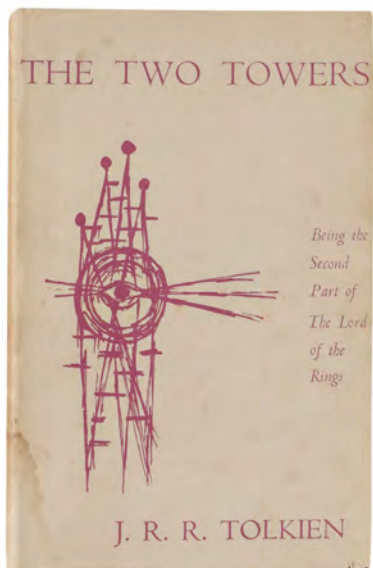 THE TWO TOWERS
Being the
Second
Part of
The Lord
of the
Rings
J. R. R. TOLKIEN